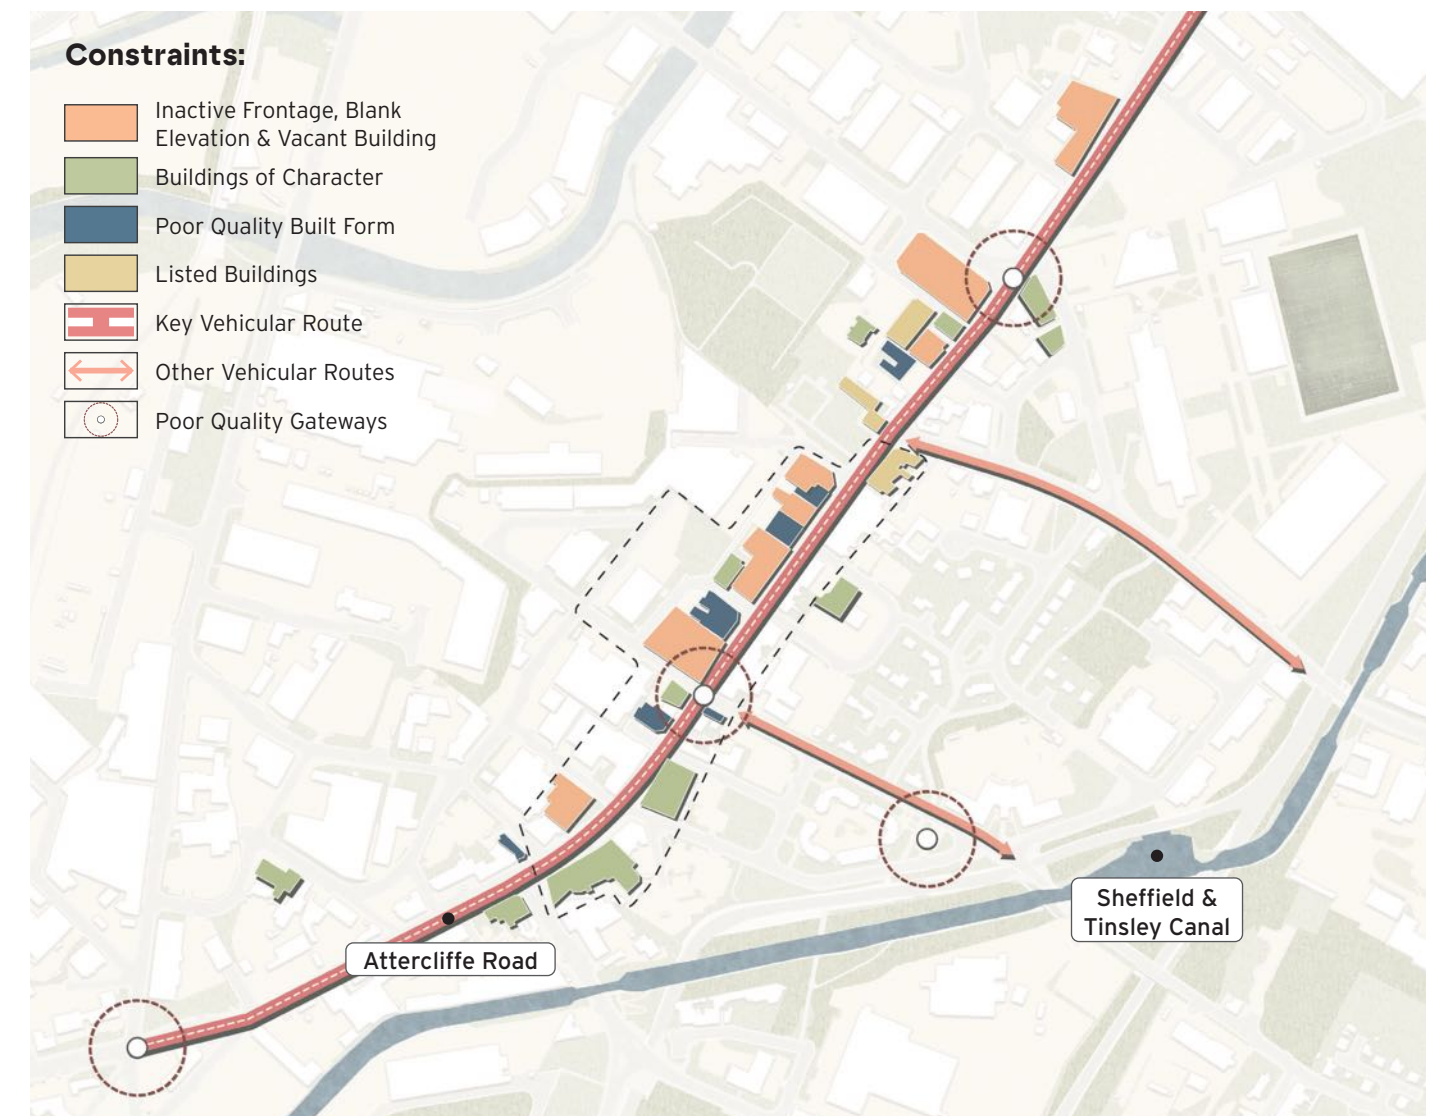 Constraints:
Inactive Frontage, Blank
Elevation & Vacant Building
Buildings of Character
Poor Quality Built Form
Listed Buildings
Key Vehicular Route
Other Vehicular Routes
Poor Quality Gateways
Sheffield &
Tinsley Canal
Attercliffe Road